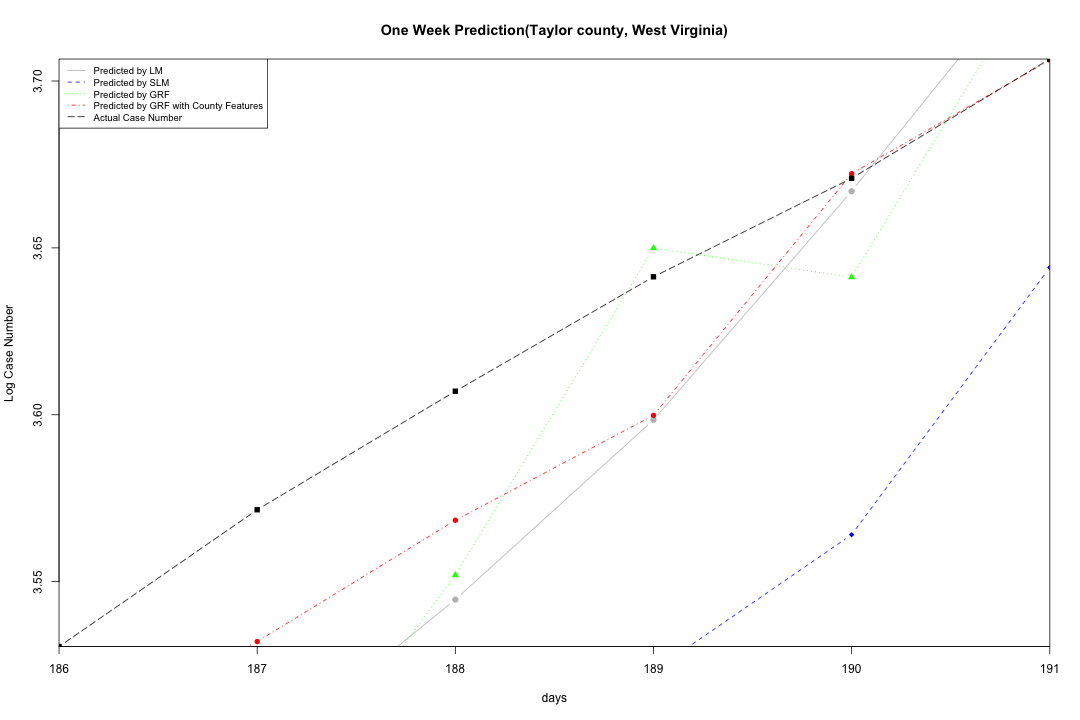 One Week Prediction(Taylor county, West Virginia)
Predicted by LM
Predicted by SLM
Predicted by GRF
Predicted by GRF with County Features
Actual Case Number
3.70
3.65
3.60
3.55
Log Case Number
186 187 188 189 190 191
days